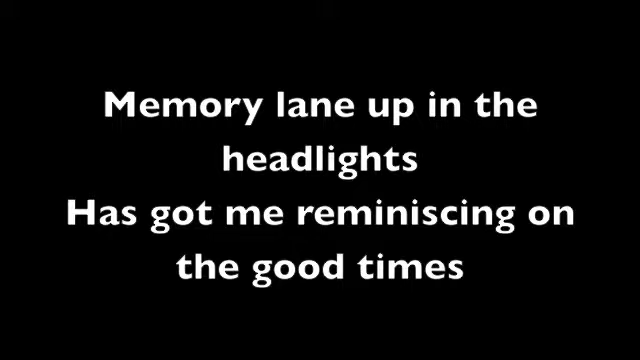 Memory lane up in the
headlights
Has got me reminiscing on
the good times